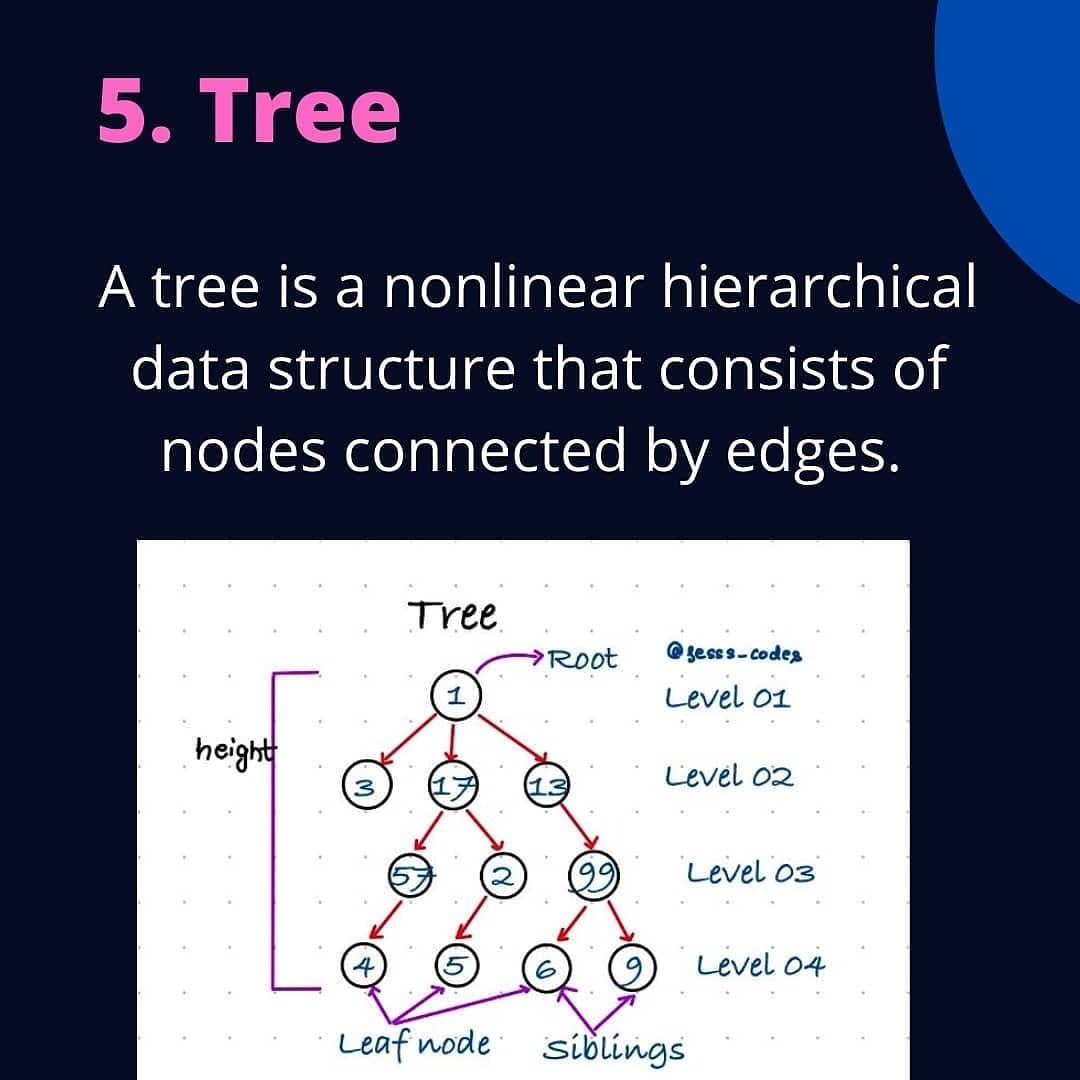 5. Tree
A tree is a nonlinear hierarchical
data structure that consists of
nodes connected by edges.
Tree
Root
@jesss-codes
1
Level 01
height
3 17 13
Level 02
57 2 99
Level 03
4 5 6 9
Level 04
Leaf node
Siblings